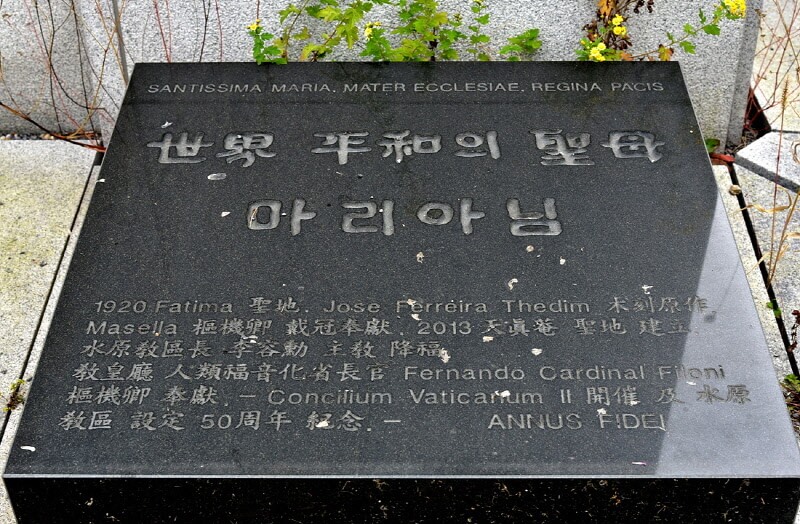 SANTISSIMA MARIA, MATER ECCLESIAE, REGINA PACIS
世界 平和의 聖母
마리아님
1920 Fatima 聖地. Jose Ferreira Thedim 木刻原作.
Masella 樞機卿 戴冠奉獻. 2013 天眞菴 聖地 建立
水原敎區長 李容勳 主敎 降福
敎皇廳 人類福音化省長官 Fernando Cardinal Filoni
樞機卿 奉獻. - Concilium Vaticanum II 開催 及 水原
敎區 設定 50周年 紀念. - ANNUS FIDEI